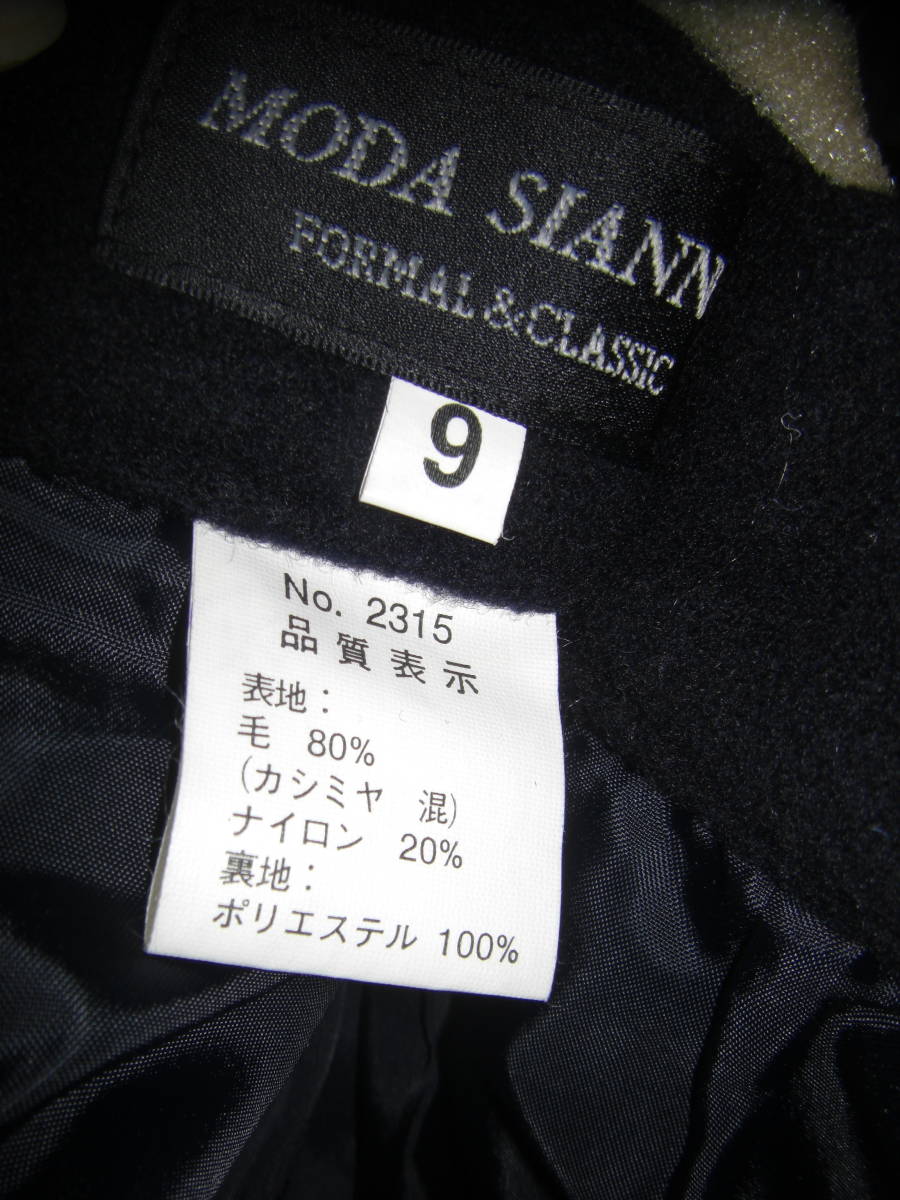 MODA SIANN
FORMAL & CLASSIC
9
No. 2315
品質表示
表地：
毛 80%
(カシミヤ 混)
ナイロン 20%
裏地：
ポリエステル 100%